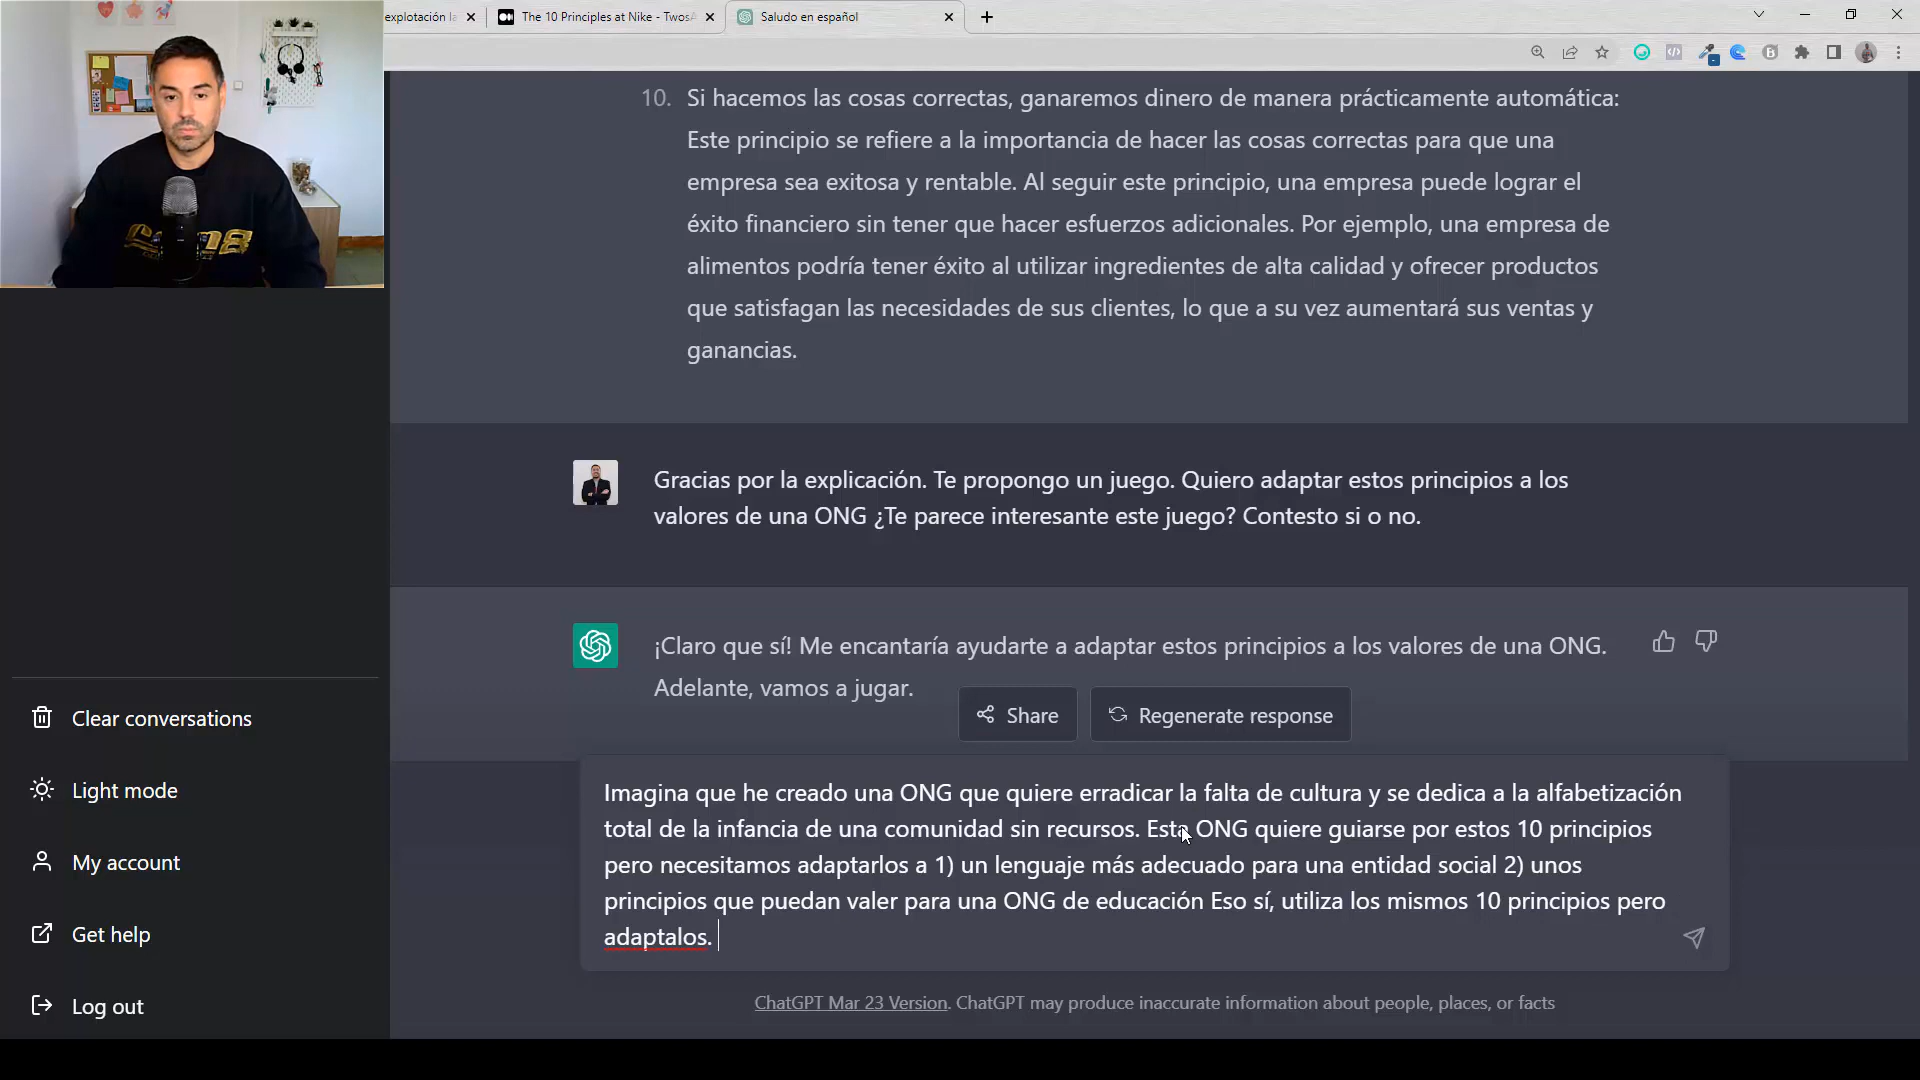 explotación la
The 10 Principles at Nike - TwosA
Saludo en español
10. Si hacemos las cosas correctas, ganaremos dinero de manera prácticamente automática:
Este principio se refiere a la importancia de hacer las cosas correctas para que una
empresa sea exitosa y rentable. Al seguir este principio, una empresa puede lograr el
éxito financiero sin tener que hacer esfuerzos adicionales. Por ejemplo, una empresa de
alimentos podría tener éxito al utilizar ingredientes de alta calidad y ofrecer productos
que satisfagan las necesidades de sus clientes, lo que a su vez aumentará sus ventas y
ganancias.
Gracias por la explicación. Te propongo un juego. Quiero adaptar estos principios a los
valores de una ONG ¿Te parece interesante este juego? Contesto si o no.
¡Claro que sí! Me encantaría ayudarte a adaptar estos principios a los valores de una ONG.
Adelante, vamos a jugar.
Share
Regenerate response
Imagina que he creado una ONG que quiere erradicar la falta de cultura y se dedica a la alfabetización
total de la infancia de una comunidad sin recursos. Esta ONG quiere guiarse por estos 10 principios
pero necesitamos adaptarlos a 1) un lenguaje más adecuado para una entidad social 2) unos
principios que puedan valer para una ONG de educación Eso sí, utiliza los mismos 10 principios pero
adaptalos.
ChatGPT Mar 23 Version. ChatGPT may produce inaccurate information about people, places, or facts
Clear conversations
Light mode
My account
Get help
Log out